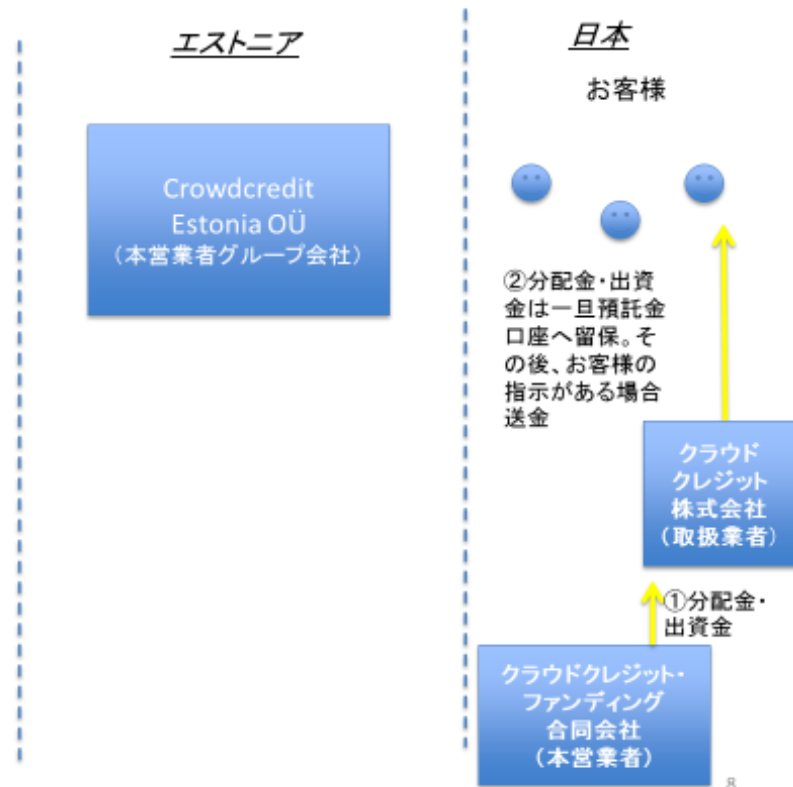 エストニア
日本
お客様
Crowdcredit
Estonia OÜ
（本営業者グループ会社）
②分配金・出資
金は一旦預託金
口座へ留保。そ
の後、お客様の
指示がある場合
送金
クラウド
クレジット
株式会社
（取扱業者）
①分配金・
出資金
クラウドクレジット・
ファンディング
合同会社
（本営業者）
8